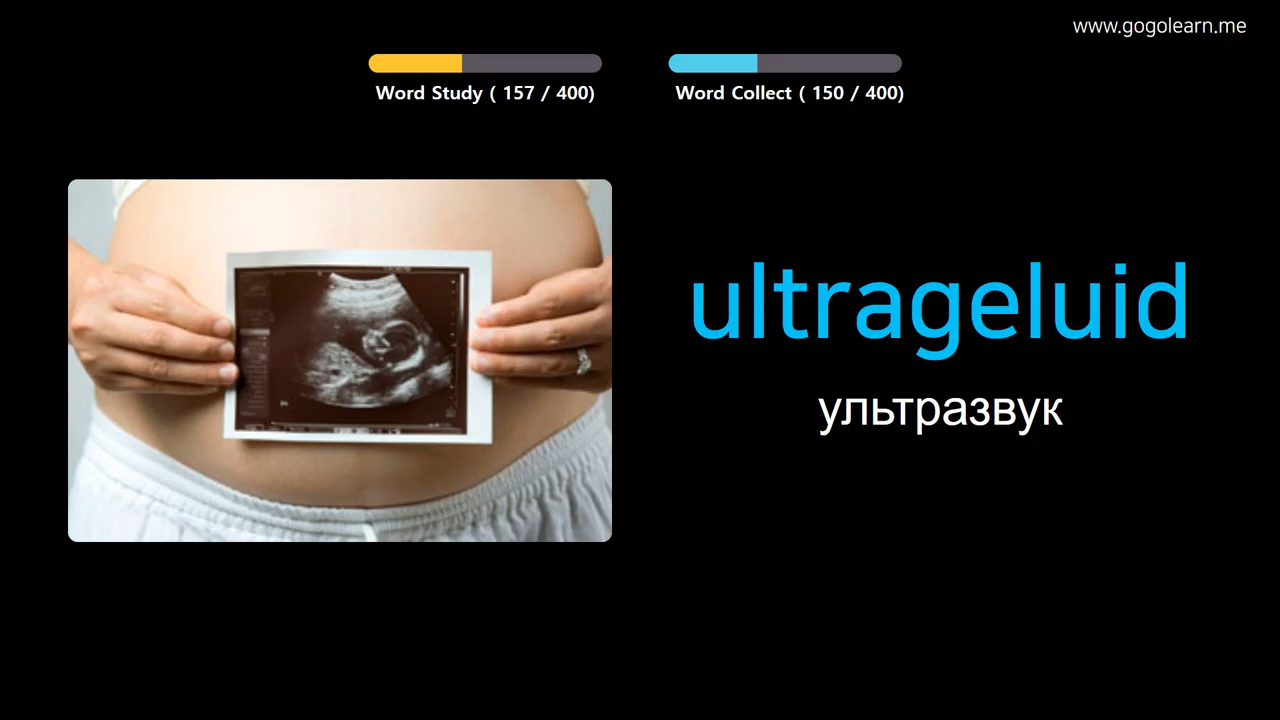 www.gogolearn.me
Word Study ( 157 / 400)
Word Collect ( 150 / 400)
ultrageluid
ультразвук